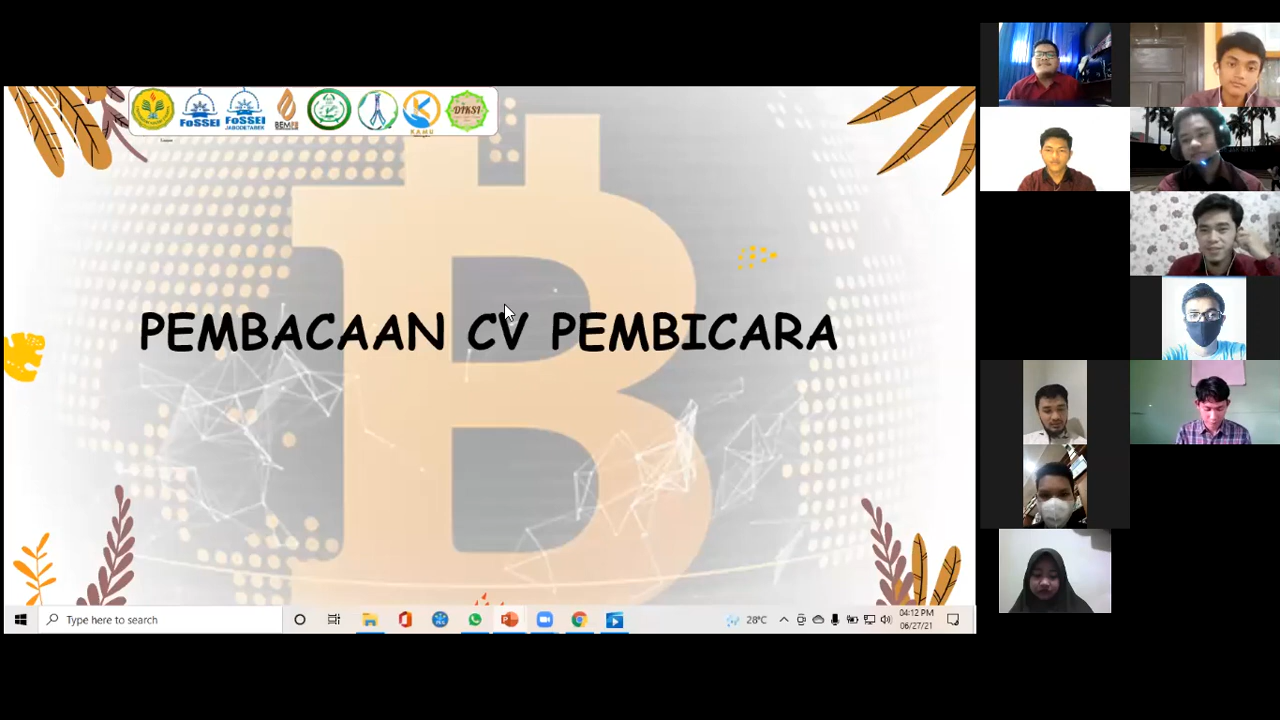 FoSSEI
FoSSEI
JABODETABEK
KAMU
DIKSI
PEMBACAAN CV PEMBICARA
Type here to search
28°C
04:12 PM
06/27/21